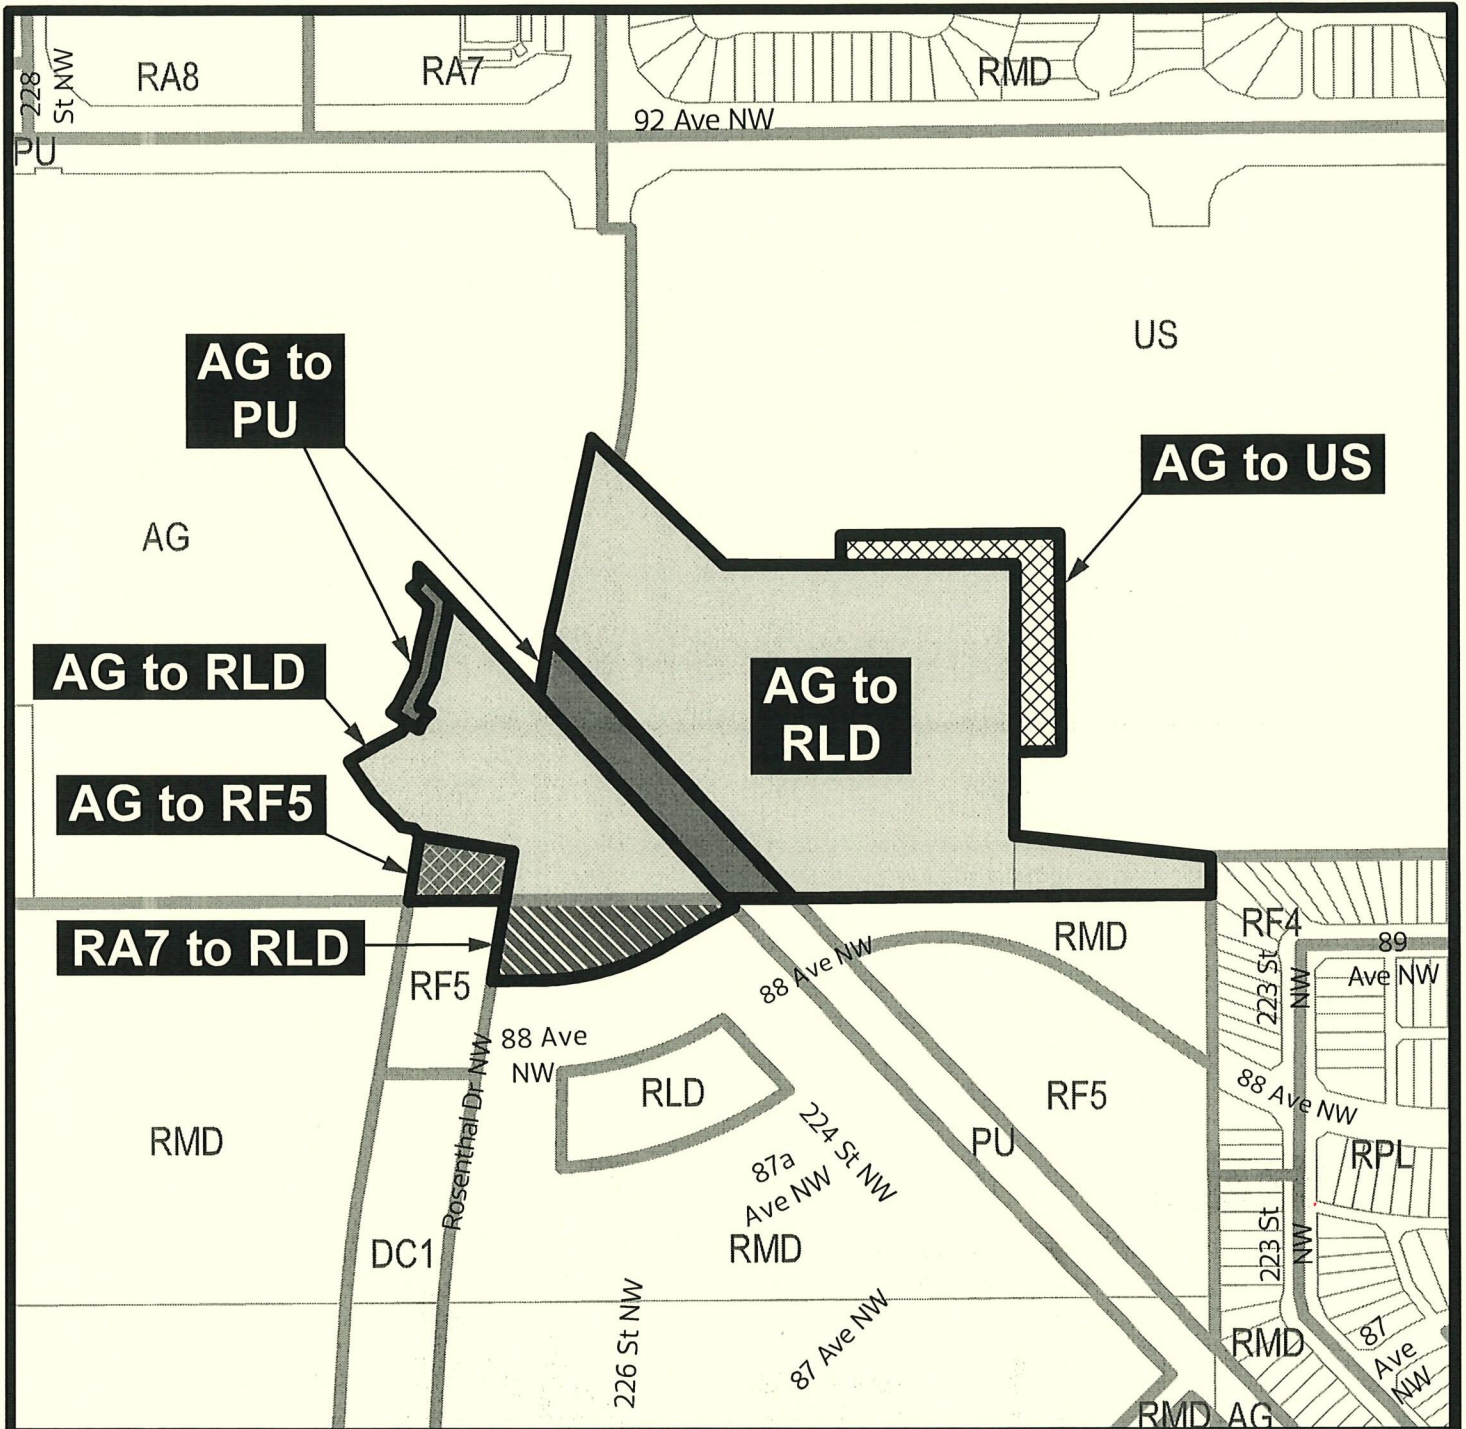 228
St NW
RA8
RA7
RMD
92 Ave NW
PU
US
AG to
PU
AG to US
AG
AG to RLD
AG to
RLD
AG to RF5
RA7 to RLD
RF5
RMD
RF4
89
Ave NW
223 St
NW
88 Ave NW
88 Ave
NW
Rosenthal Dr NW
RLD
RF5
88 Ave NW
RMD
224 St NW
PU
RPL
87a
Ave NW
DC1
RMD
223 St
NW
226 St NW
87 Ave NW
RMD
87
Ave
NW
RMD
AG